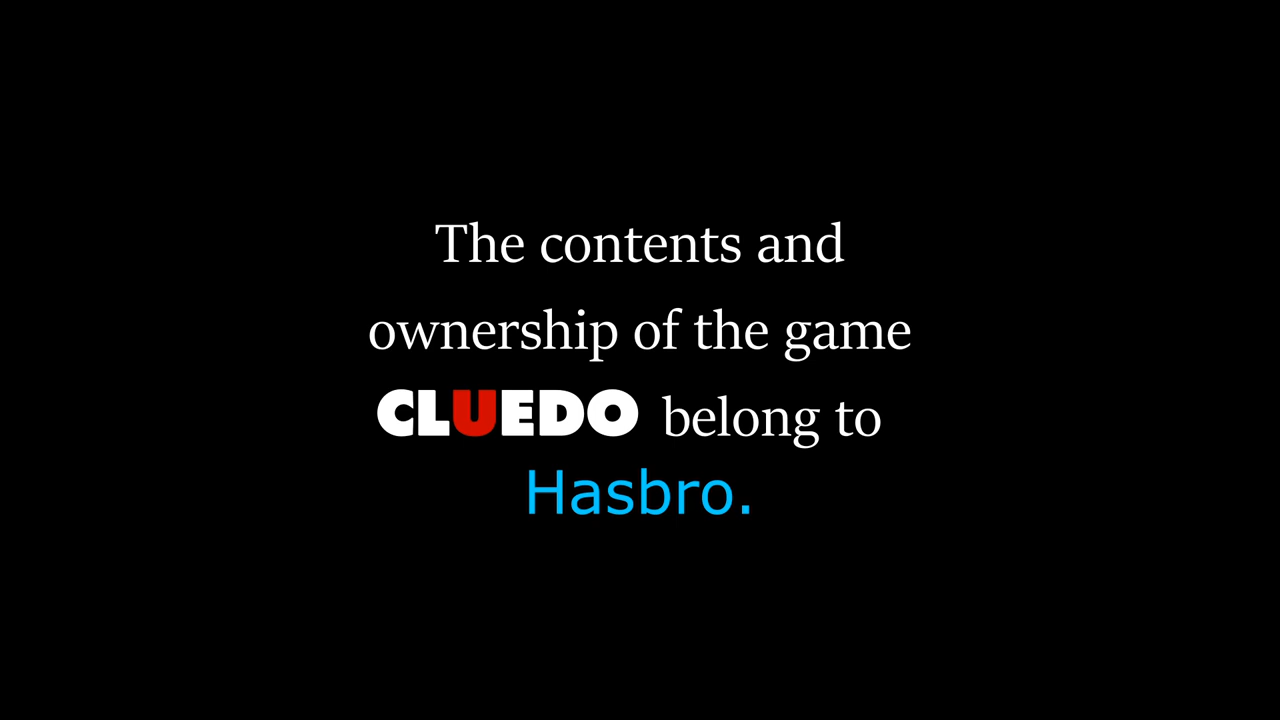 The contents and
ownership of the game
CLUEDO belong to
Hasbro.